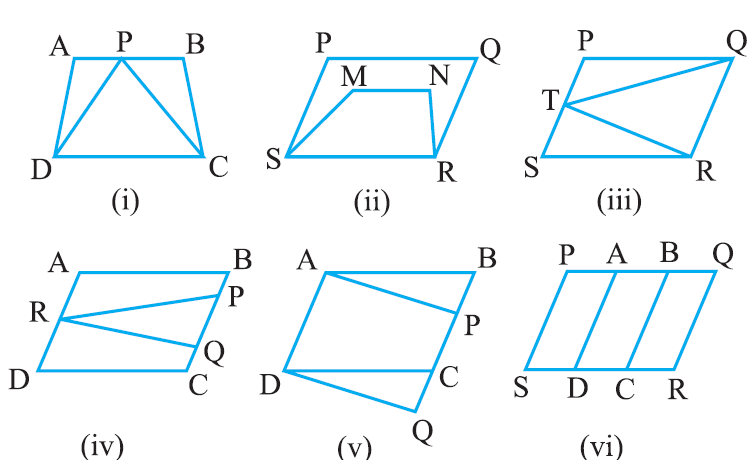 A P B
D C
(i)
P Q
M N
S R
(ii)
P Q
T
S R
(iii)
A B
P
R
Q
D C
(iv)
A B
P
D C
Q
(v)
P A B Q
S D C R
(vi)